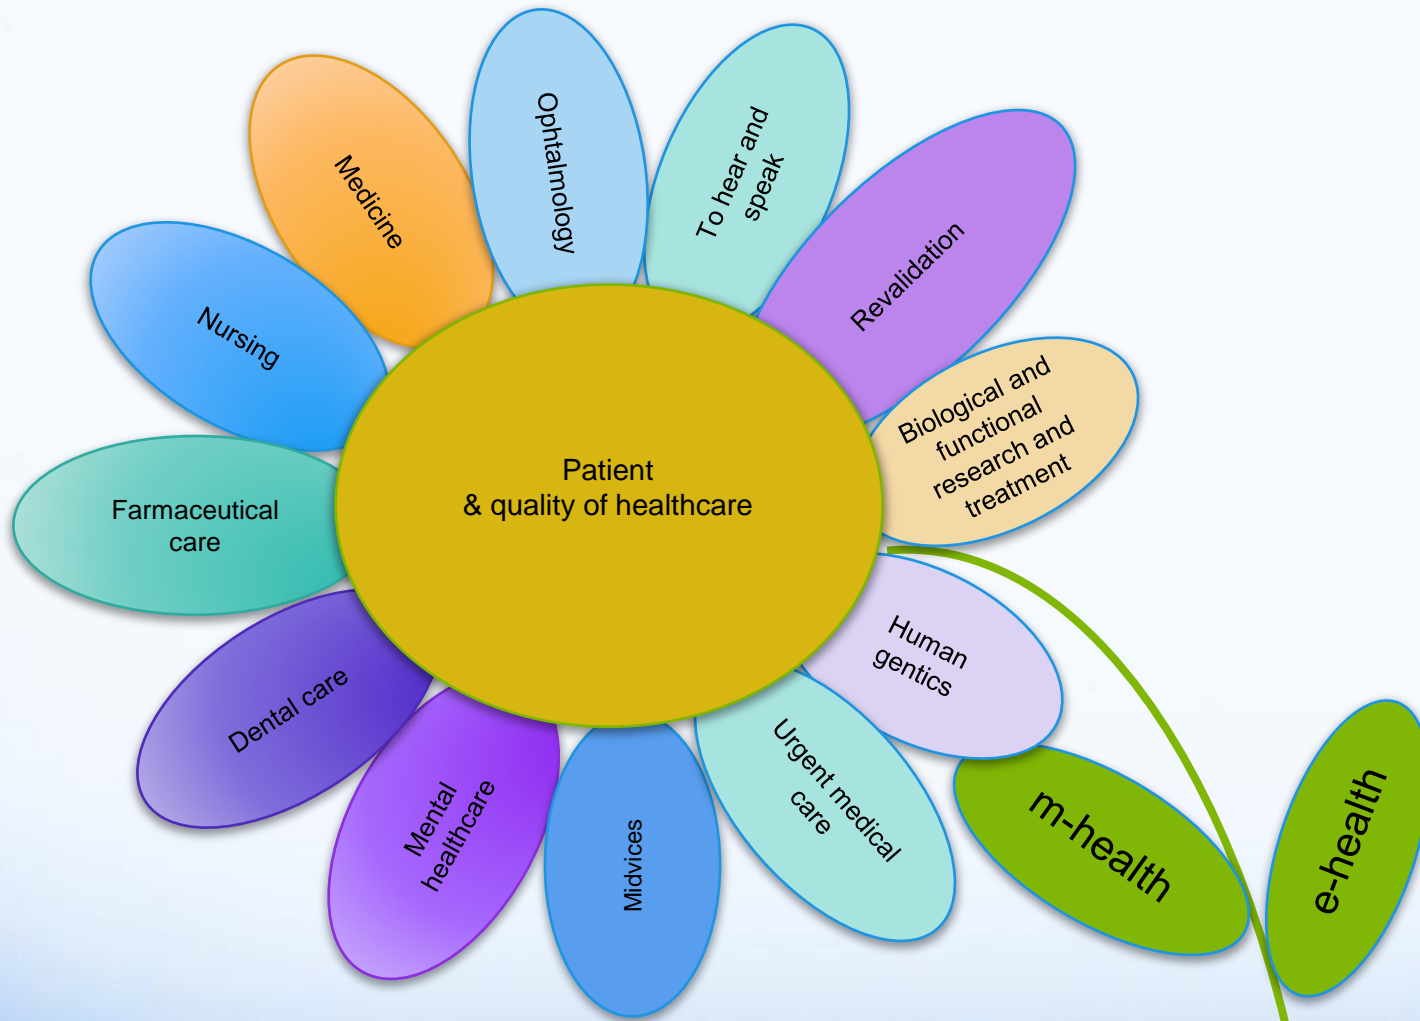 Ophtalmology
To hear and
speak
Medicine
Revalidation
Nursing
Biological and
functional
research and
treatment
Patient
& quality of healthcare
Farmaceutical
care
Human
gentics
Dental care
Urgent medical
care
Mental
healthcare
Midvices
m-health
e-health